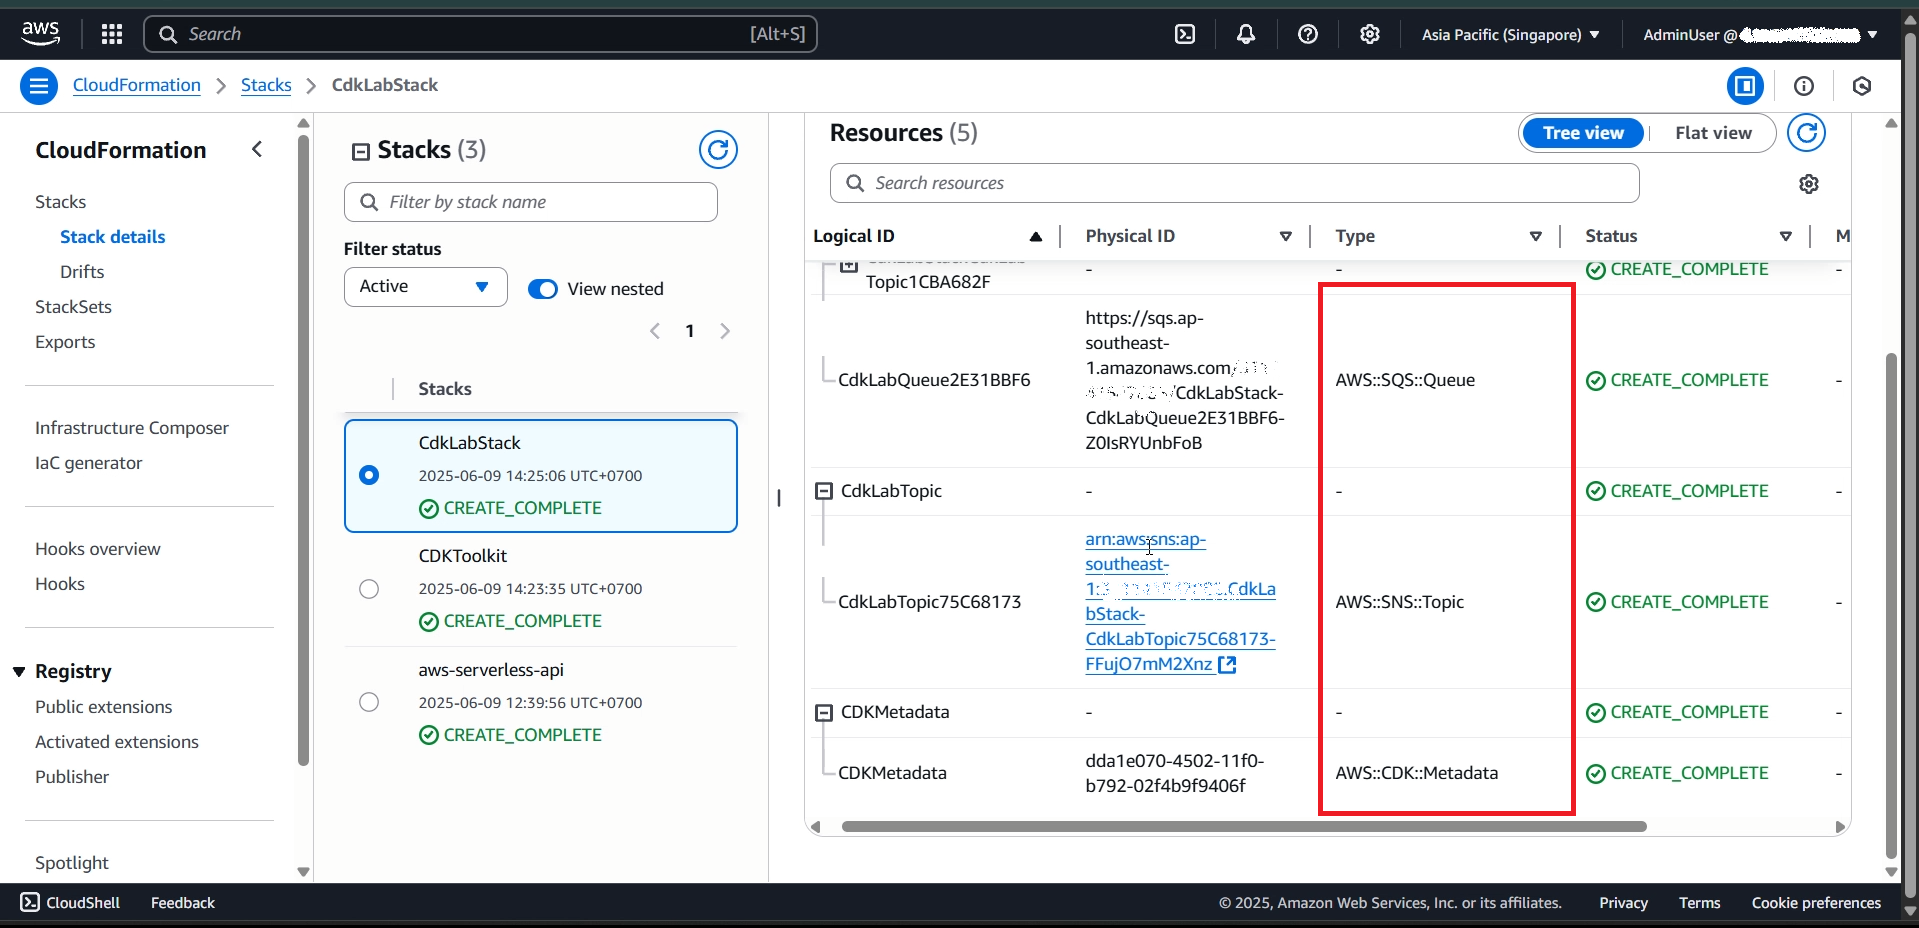 aws
Search
[Alt+S]
Asia Pacific (Singapore)
AdminUser @
CloudFormation
Stacks
CdkLabStack
CloudFormation
Stacks
Stack details
Drifts
StackSets
Exports
Infrastructure Composer
IaC generator
Hooks overview
Hooks
Registry
Public extensions
Activated extensions
Publisher
Spotlight
Stacks (3)
Filter by stack name
Filter status
Active
View nested
1
Stacks
CdkLabStack
2025-06-09 14:25:06 UTC+0700
CREATE_COMPLETE
CDKToolkit
2025-06-09 14:23:35 UTC+0700
CREATE_COMPLETE
aws-serverless-api
2025-06-09 12:39:56 UTC+0700
CREATE_COMPLETE
Resources (5)
Tree view
Flat view
Search resources
Logical ID
Physical ID
Type
Status
M
Topic1CBA682F
-
-
CREATE_COMPLETE
-
CdkLabQueue2E31BBF6
https://sqs.ap-
southeast-
1.amazonaws.com/
/CdkLabStack-
CdkLabQueue2E31BBF6-
Z0IsRYUnbFoB
AWS::SQS::Queue
CREATE_COMPLETE
-
CdkLabTopic
-
-
CREATE_COMPLETE
-
CdkLabTopic75C68173
arn:aws:sns:ap-
southeast-
1: CdkLa
bStack-
CdkLabTopic75C68173-
FFujO7mM2Xnz
AWS::SNS::Topic
CREATE_COMPLETE
-
CDKMetadata
-
-
CREATE_COMPLETE
-
CDKMetadata
dda1e070-4502-11f0-
b792-02f4b9f9406f
AWS::CDK::Metadata
CREATE_COMPLETE
-
CloudShell
Feedback
© 2025, Amazon Web Services, Inc. or its affiliates.
Privacy
Terms
Cookie preferences